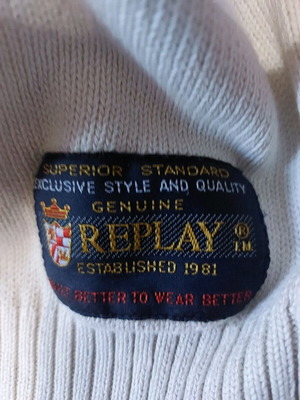 SUPERIOR STANDARD
EXCLUSIVE STYLE AND QUALITY
GENUINE
REPLAY ®
ESTABLISHED 1981
BETTER TO WEAR BETTER